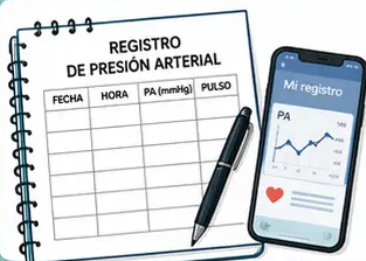 REGISTRO
DE PRESIÓN ARTERIAL
FECHA HORA PA (mmHg) PULSO
Mi registro
PA